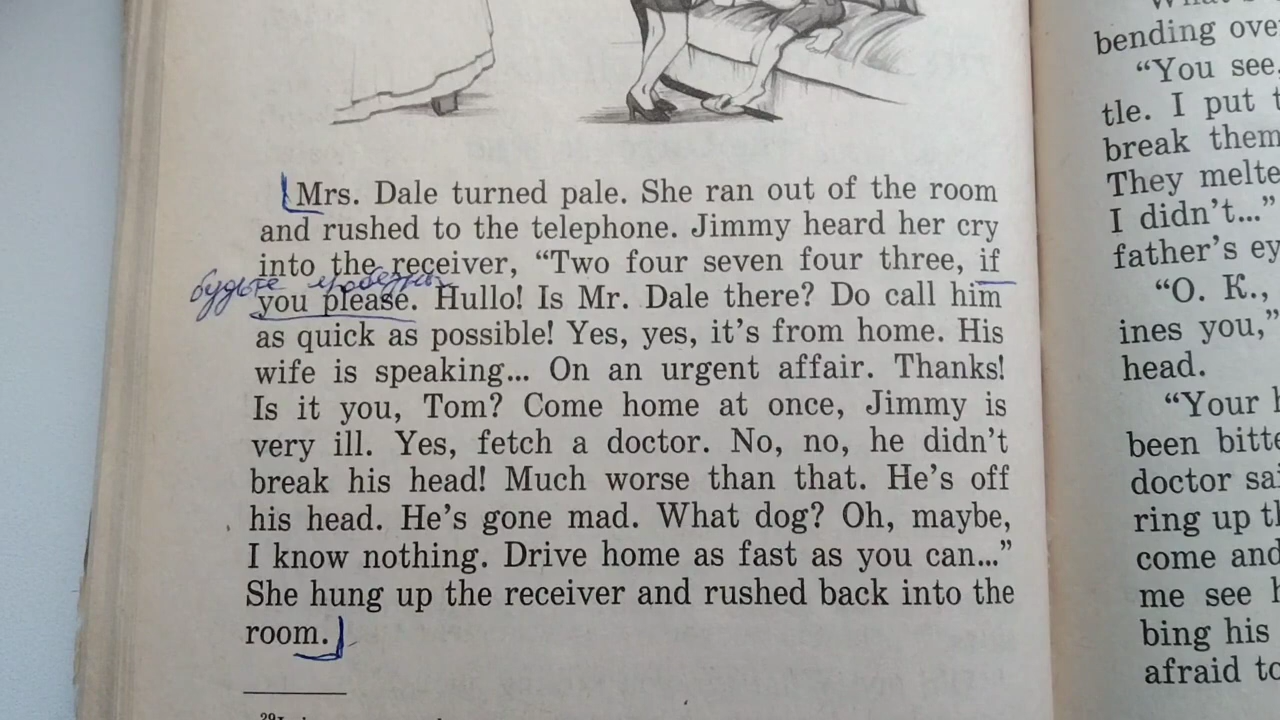 Mrs. Dale turned pale. She ran out of the room
and rushed to the telephone. Jimmy heard her cry
into the receiver, “Two four seven four three, if
будьте
you please. Hullo! Is Mr. Dale there? Do call him
as quick as possible! Yes, yes, it’s from home. His
wife is speaking... On an urgent affair. Thanks!
Is it you, Tom? Come home at once, Jimmy is
very ill. Yes, fetch a doctor. No, no, he didn’t
break his head! Much worse than that. He’s off
his head. He’s gone mad. What dog? Oh, maybe,
I know nothing. Drive home as fast as you can...”
She hung up the receiver and rushed back into the
room.
bending
“You see,
tle. I put
break them
They
I didn’t...”
father’s
“O. K.,
ines you,”
head.
“Your
been
doctor
ring up
come and
me see
bing his
afraid